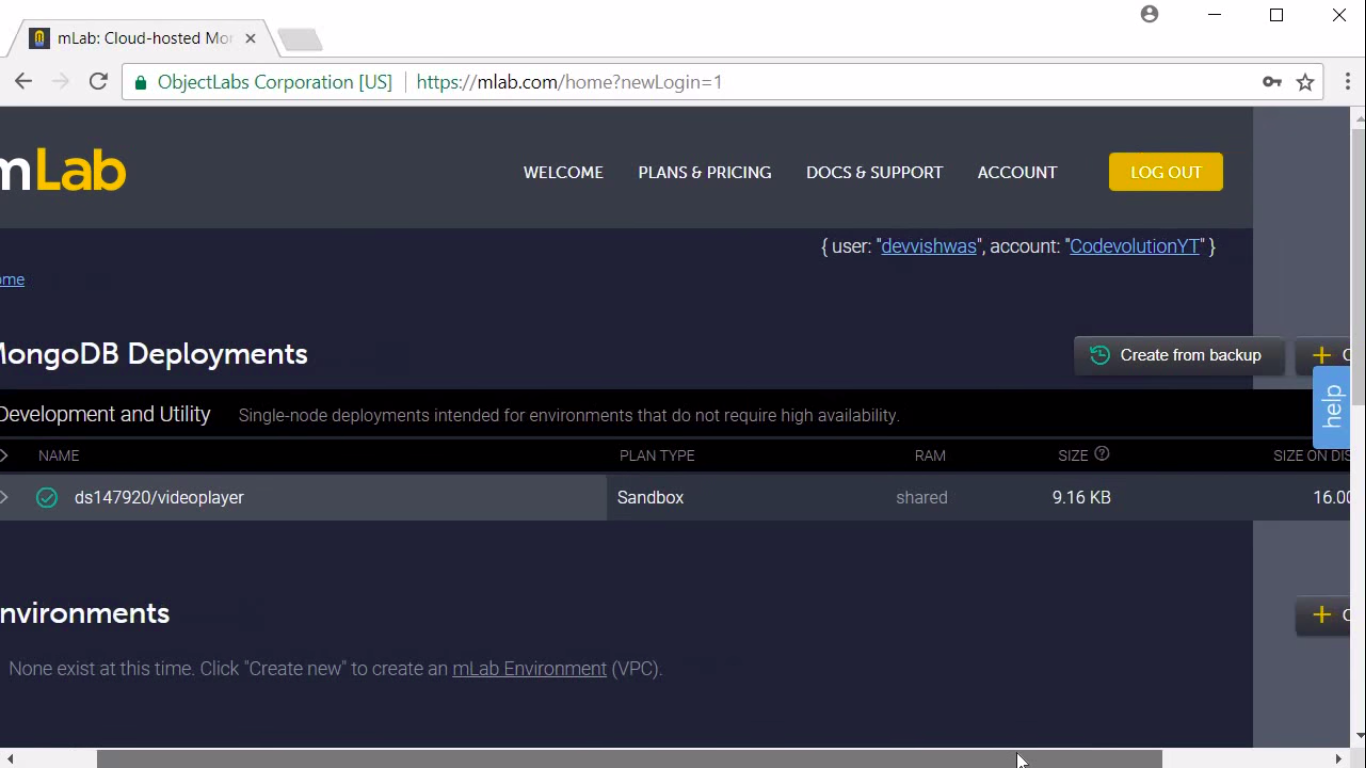 mLab: Cloud-hosted Mon
ObjectLabs Corporation [US] https://mlab.com/home?newLogin=1
mLab
WELCOME PLANS & PRICING DOCS & SUPPORT ACCOUNT LOG OUT
{ user: "devvishwas", account: "CodevolutionYT" }
ome
MongoDB Deployments
Create from backup
help
Development and Utility Single-node deployments intended for environments that do not require high availability.
NAME PLAN TYPE RAM SIZE SIZE ON DIS
ds147920/videoplayer Sandbox shared 9.16 KB 16.00
nvironments
None exist at this time. Click "Create new" to create an mLab Environment (VPC).